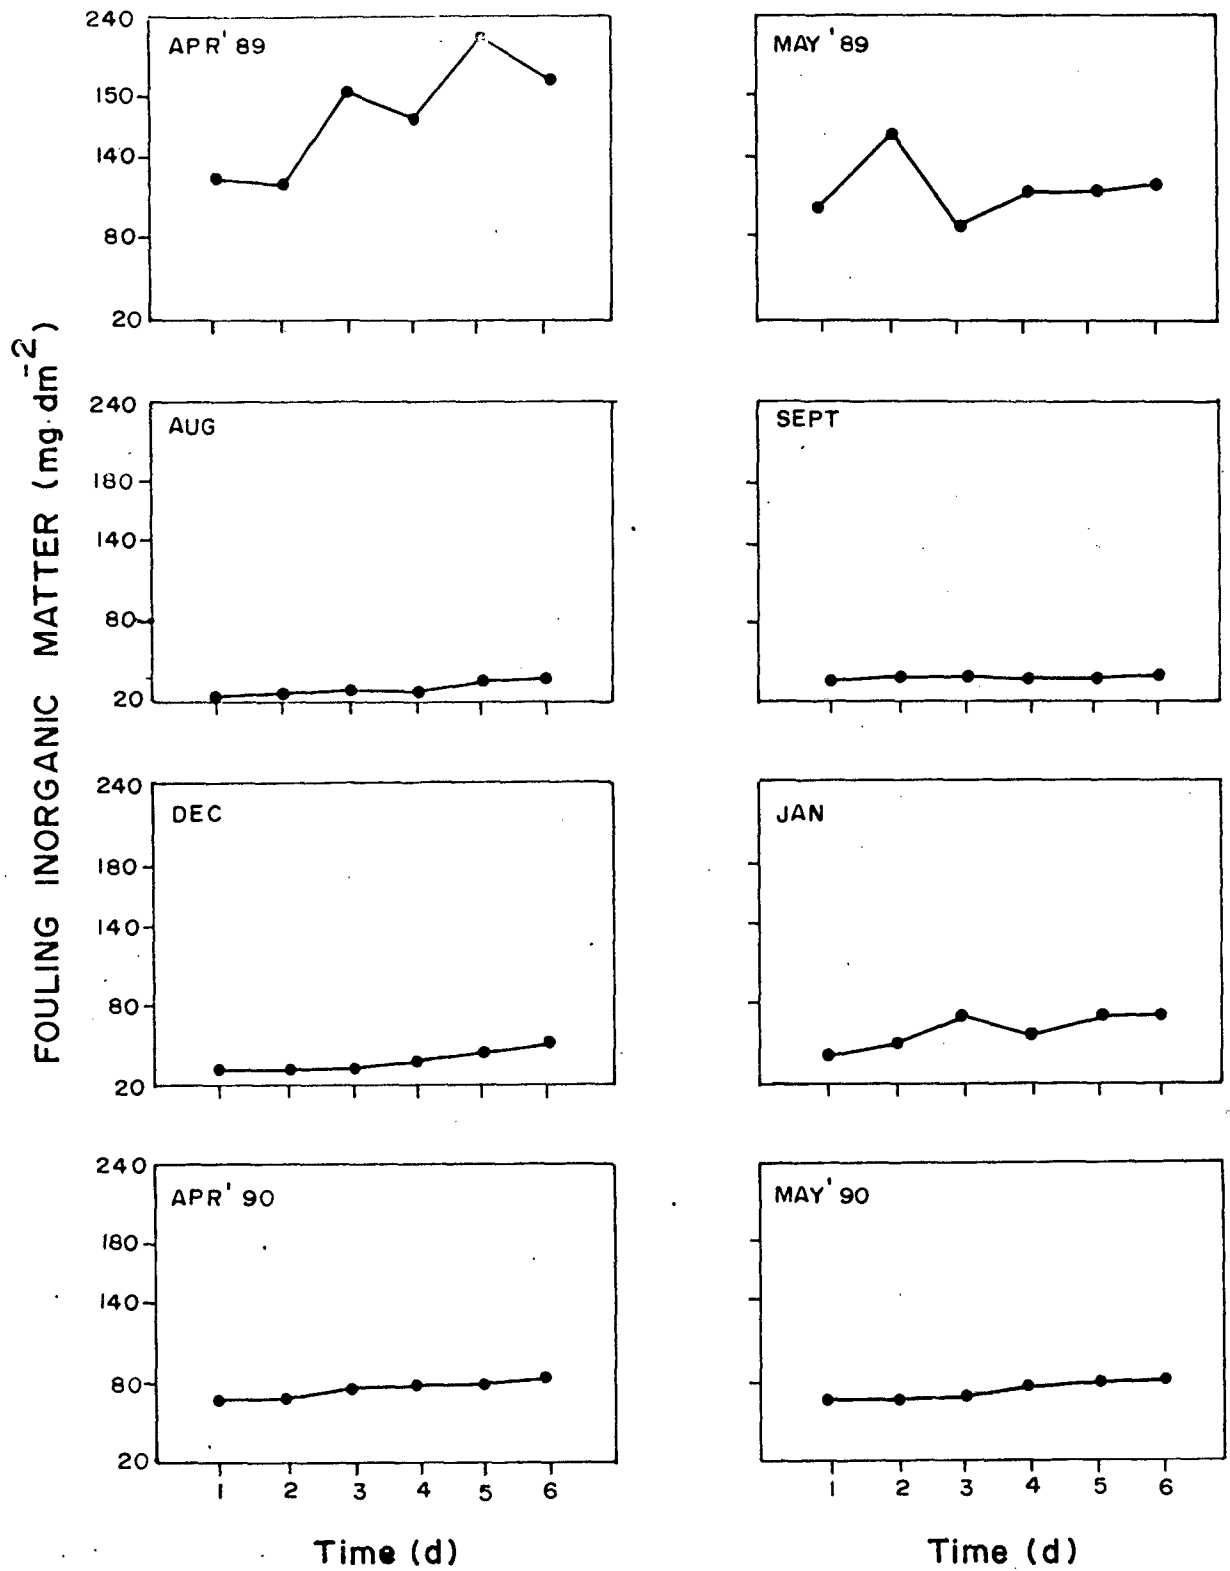 FOULING INORGANIC MATTER (mg·dm⁻²)
APR' 89
240
150
140
80
20
MAY '89
AUG
240
180
140
80
20
SEPT
DEC
240
180
140
80
20
JAN
APR' 90
240
180
140
80
20
1 2 3 4 5 6
Time (d)
MAY' 90
1 2 3 4 5 6
Time (d)